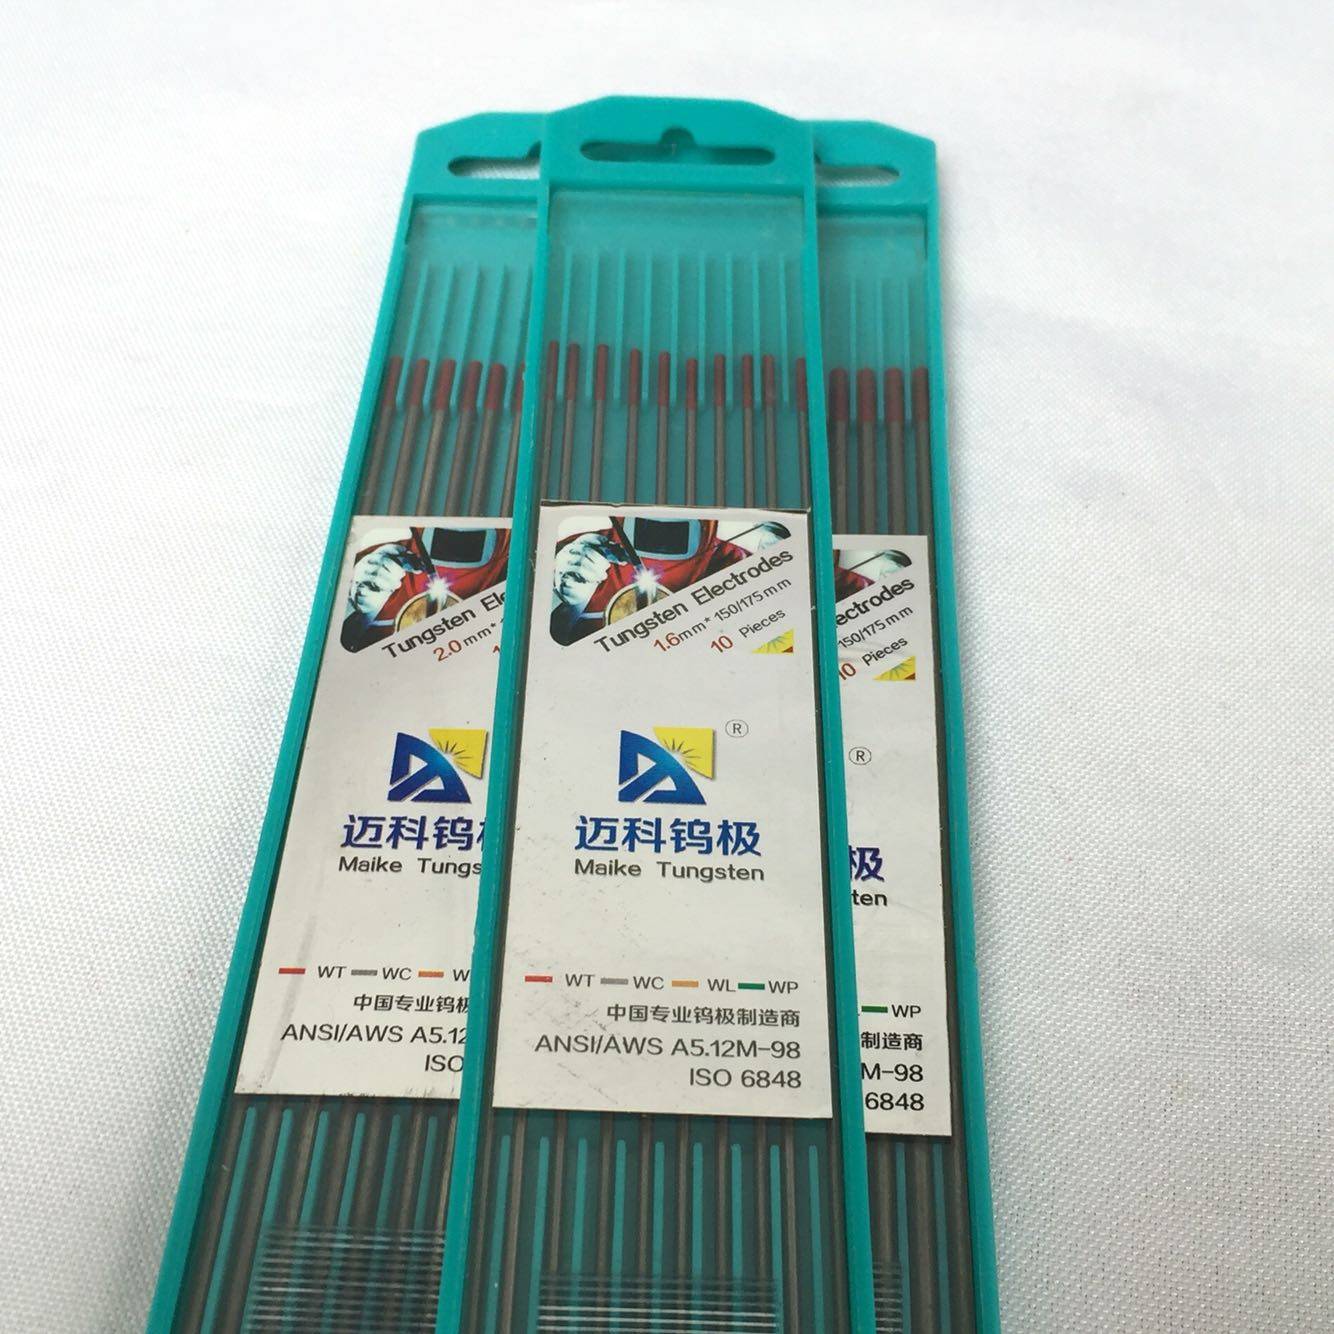 Tungsten Ele
2.0mm*
迈科钨
Maike Tungs
WT WC W
中国专业钨极
ANSI/AWS A5.12
ISO
Tungsten Electrodes
1.6mm* 150/175mm
10 Pieces
®
迈科钨极
Maike Tungsten
WT WC WL WP
中国专业钨极制造商
ANSI/AWS A5.12M-98
ISO 6848
ectrodes
150/175mm
10 Pieces
®
极
ten
WP
制造商
M-98
6848